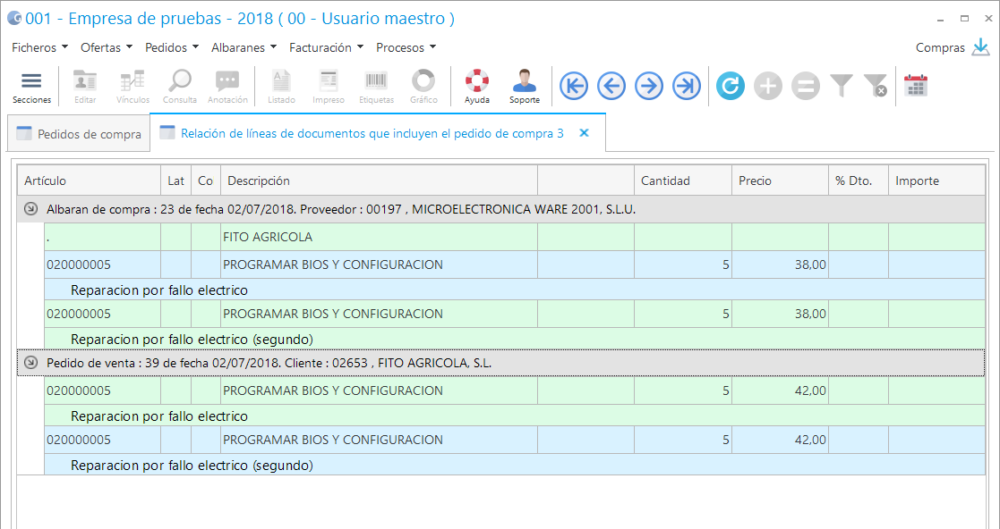 001 - Empresa de pruebas - 2018 ( 00 - Usuario maestro )
Ficheros Ofertas Pedidos Albaranes Facturación Procesos Compras
Secciones Editar Vínculos Consulta Anotación Listado Impreso Etiquetas Gráfico Ayuda Soporte
Pedidos de compra Relación de líneas de documentos que incluyen el pedido de compra 3
Artículo Lat Co Descripción Cantidad Precio % Dto. Importe
Albaran de compra : 23 de fecha 02/07/2018. Proveedor : 00197 , MICROELECTRONICA WARE 2001, S.L.U.
. FITO AGRICOLA
020000005 PROGRAMAR BIOS Y CONFIGURACION 5 38,00
Reparacion por fallo electrico
020000005 PROGRAMAR BIOS Y CONFIGURACION 5 38,00
Reparacion por fallo electrico (segundo)
Pedido de venta : 39 de fecha 02/07/2018. Cliente : 02653 , FITO AGRICOLA, S.L.
020000005 PROGRAMAR BIOS Y CONFIGURACION 5 42,00
Reparacion por fallo electrico
020000005 PROGRAMAR BIOS Y CONFIGURACION 5 42,00
Reparacion por fallo electrico (segundo)